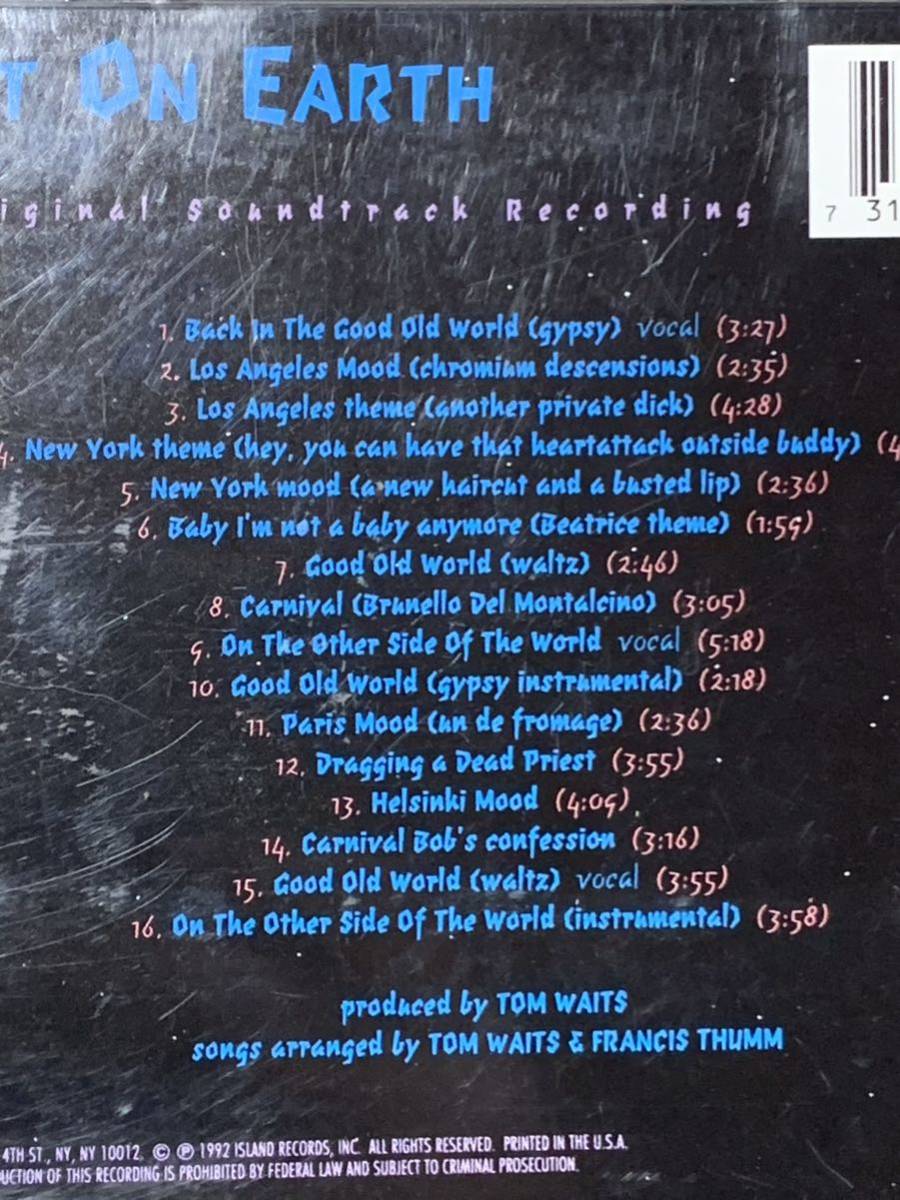 T ON EARTH
iginal Soundtrack Recording
7 31
1. Back In The Good Old World (gypsy) vocal (3:27)
2. Los Angeles Mood (chromium descensions) (2:35)
3. Los Angeles theme (another private dick) (4:28)
4. New York theme (hey, you can have that heartattack outside buddy) (4
5. New York mood (a new haircut and a busted lip) (2:36)
6. Baby I'm not a baby anymore (Beatrice theme) (1:59)
7. Good Old World (waltz) (2:46)
8. Carnival (Brunello Del Montalcino) (3:05)
9. On The Other Side Of The World vocal (5:18)
10. Good Old World (gypsy instrumental) (2:18)
11. Paris Mood (un de fromage) (2:36)
12. Dragging a Dead Priest (3:55)
13. Helsinki Mood (4:09)
14. Carnival Bob's confession (3:16)
15. Good Old World (waltz) vocal (3:55)
16. On The Other Side Of The World (instrumental) (3:58)
produced by TOM WAITS
songs arranged by TOM WAITS & FRANCIS THUMM
4TH ST., NY, NY 10012. © ℗ 1992 ISLAND RECORDS, INC. ALL RIGHTS RESERVED. PRINTED IN THE U.S.A.
UCTION OF THIS RECORDING IS PROHIBITED BY FEDERAL LAW AND SUBJECT TO CRIMINAL PROSECUTION.